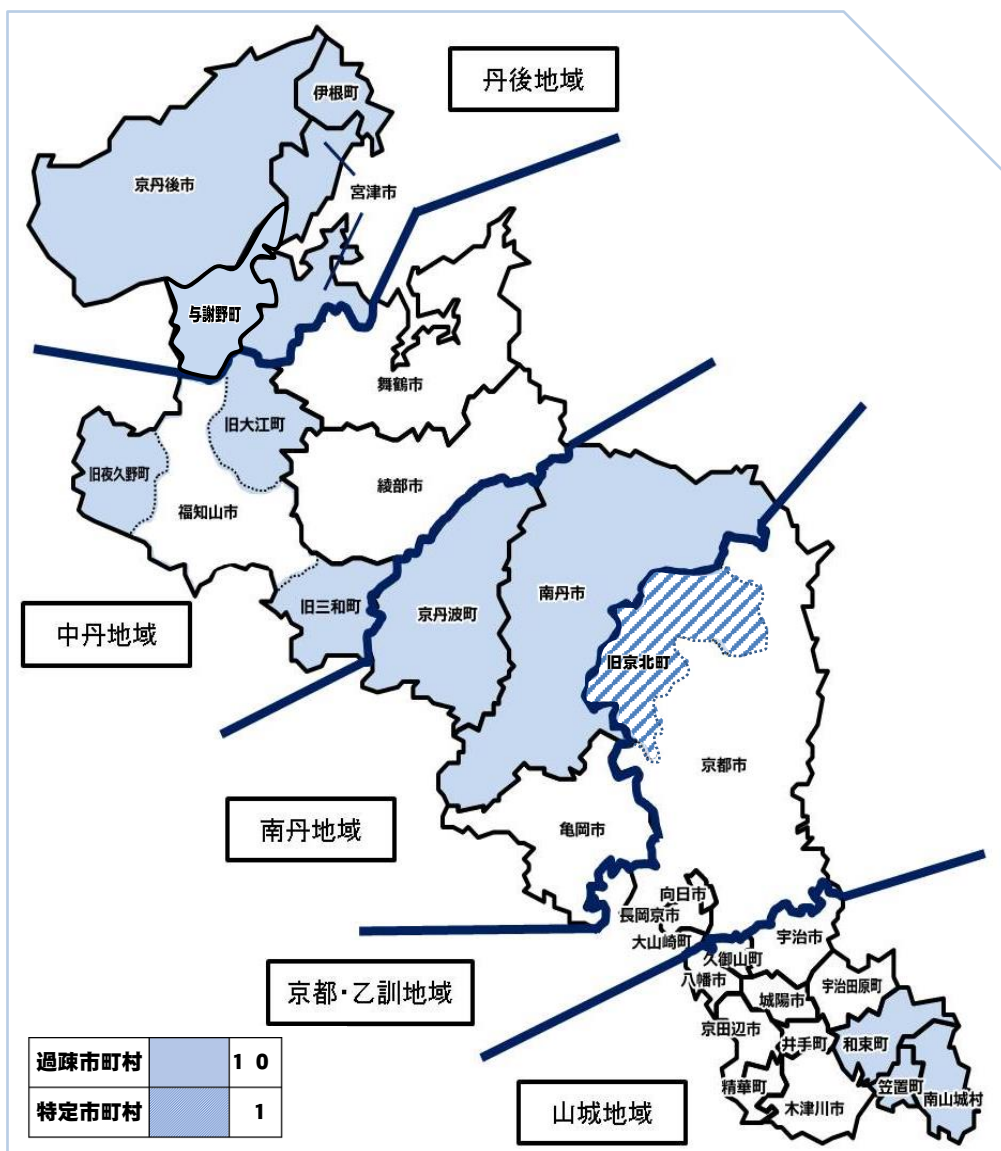 丹後地域
伊根町
京丹後市
宮津市
与謝野町
舞鶴市
旧大江町
旧夜久野町
綾部市
福知山市
南丹市
旧三和町
京丹波町
中丹地域
旧京北町
京都市
南丹地域
亀岡市
向日市
長岡京市
大山崎町
宇治市
久御山町
八幡市
京都・乙訓地域
宇治田原町
城陽市
京田辺市
井手町
和束町
精華町
笠置町
南山城村
木津川市
山城地域
過疎市町村 10
特定市町村 1